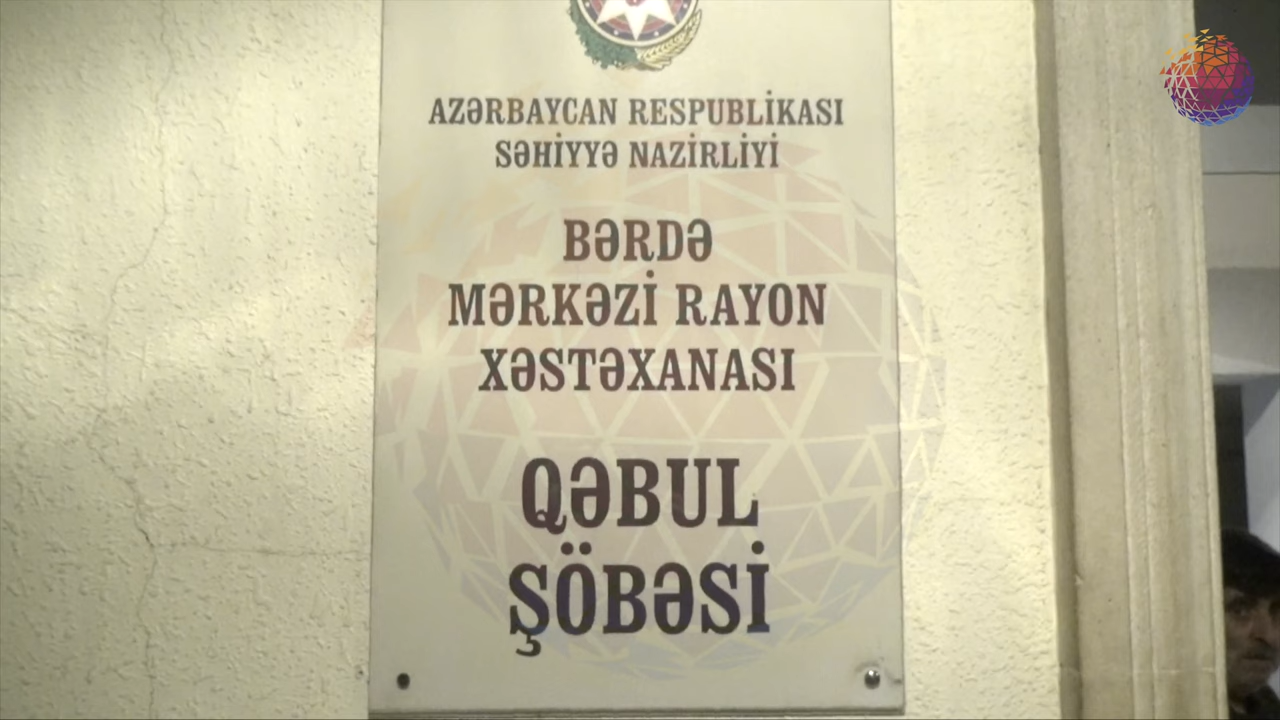 AZƏRBAYCAN RESPUBLİKASI
SƏHİYYƏ NAZİRLİYİ
BƏRDƏ
MƏRKƏZİ RAYON
XƏSTƏXANASI
QƏBUL
ŞÖBƏSİ